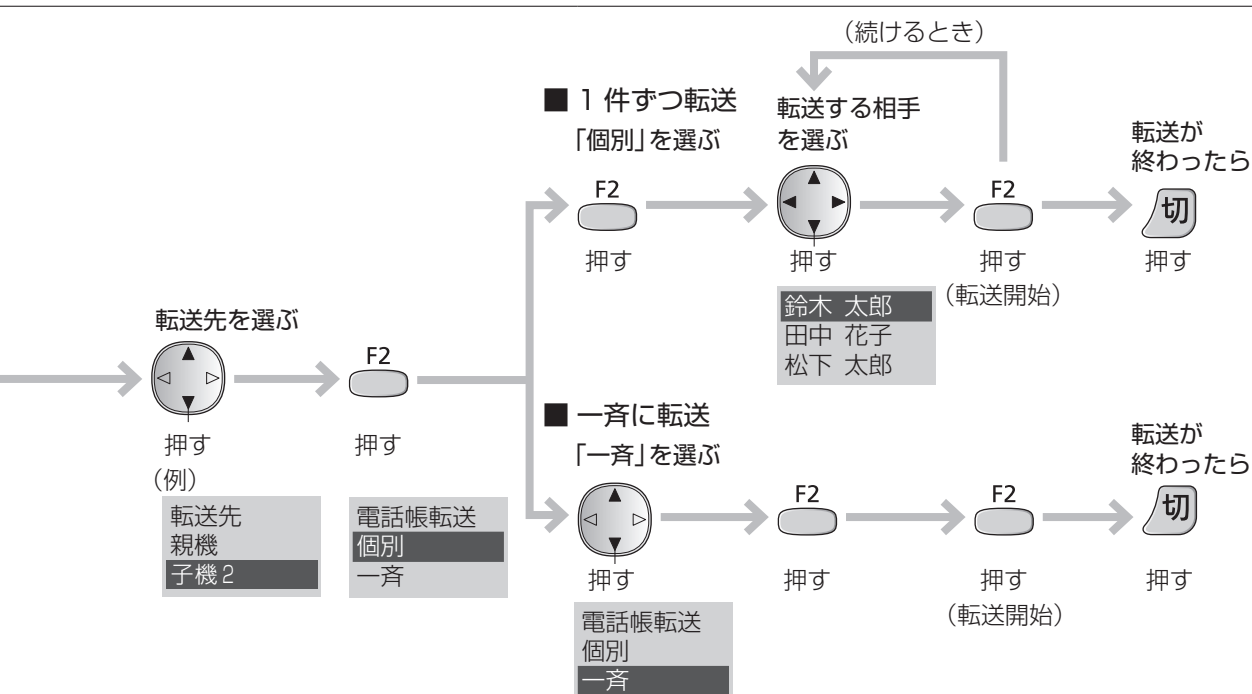 転送先を選ぶ
押す
(例)
転送先
親機
子機2
F2
押す
電話帳転送
個別
一斉
■ 1 件ずつ転送
「個別」を選ぶ
F2
押す
(続けるとき)
転送する相手
を選ぶ
押す
鈴木 太郎
田中 花子
松下 太郎
F2
押す
(転送開始)
転送が
終わったら
切
押す
■ 一斉に転送
「一斉」を選ぶ
押す
電話帳転送
個別
一斉
F2
押す
F2
押す
(転送開始)
転送が
終わったら
切
押す